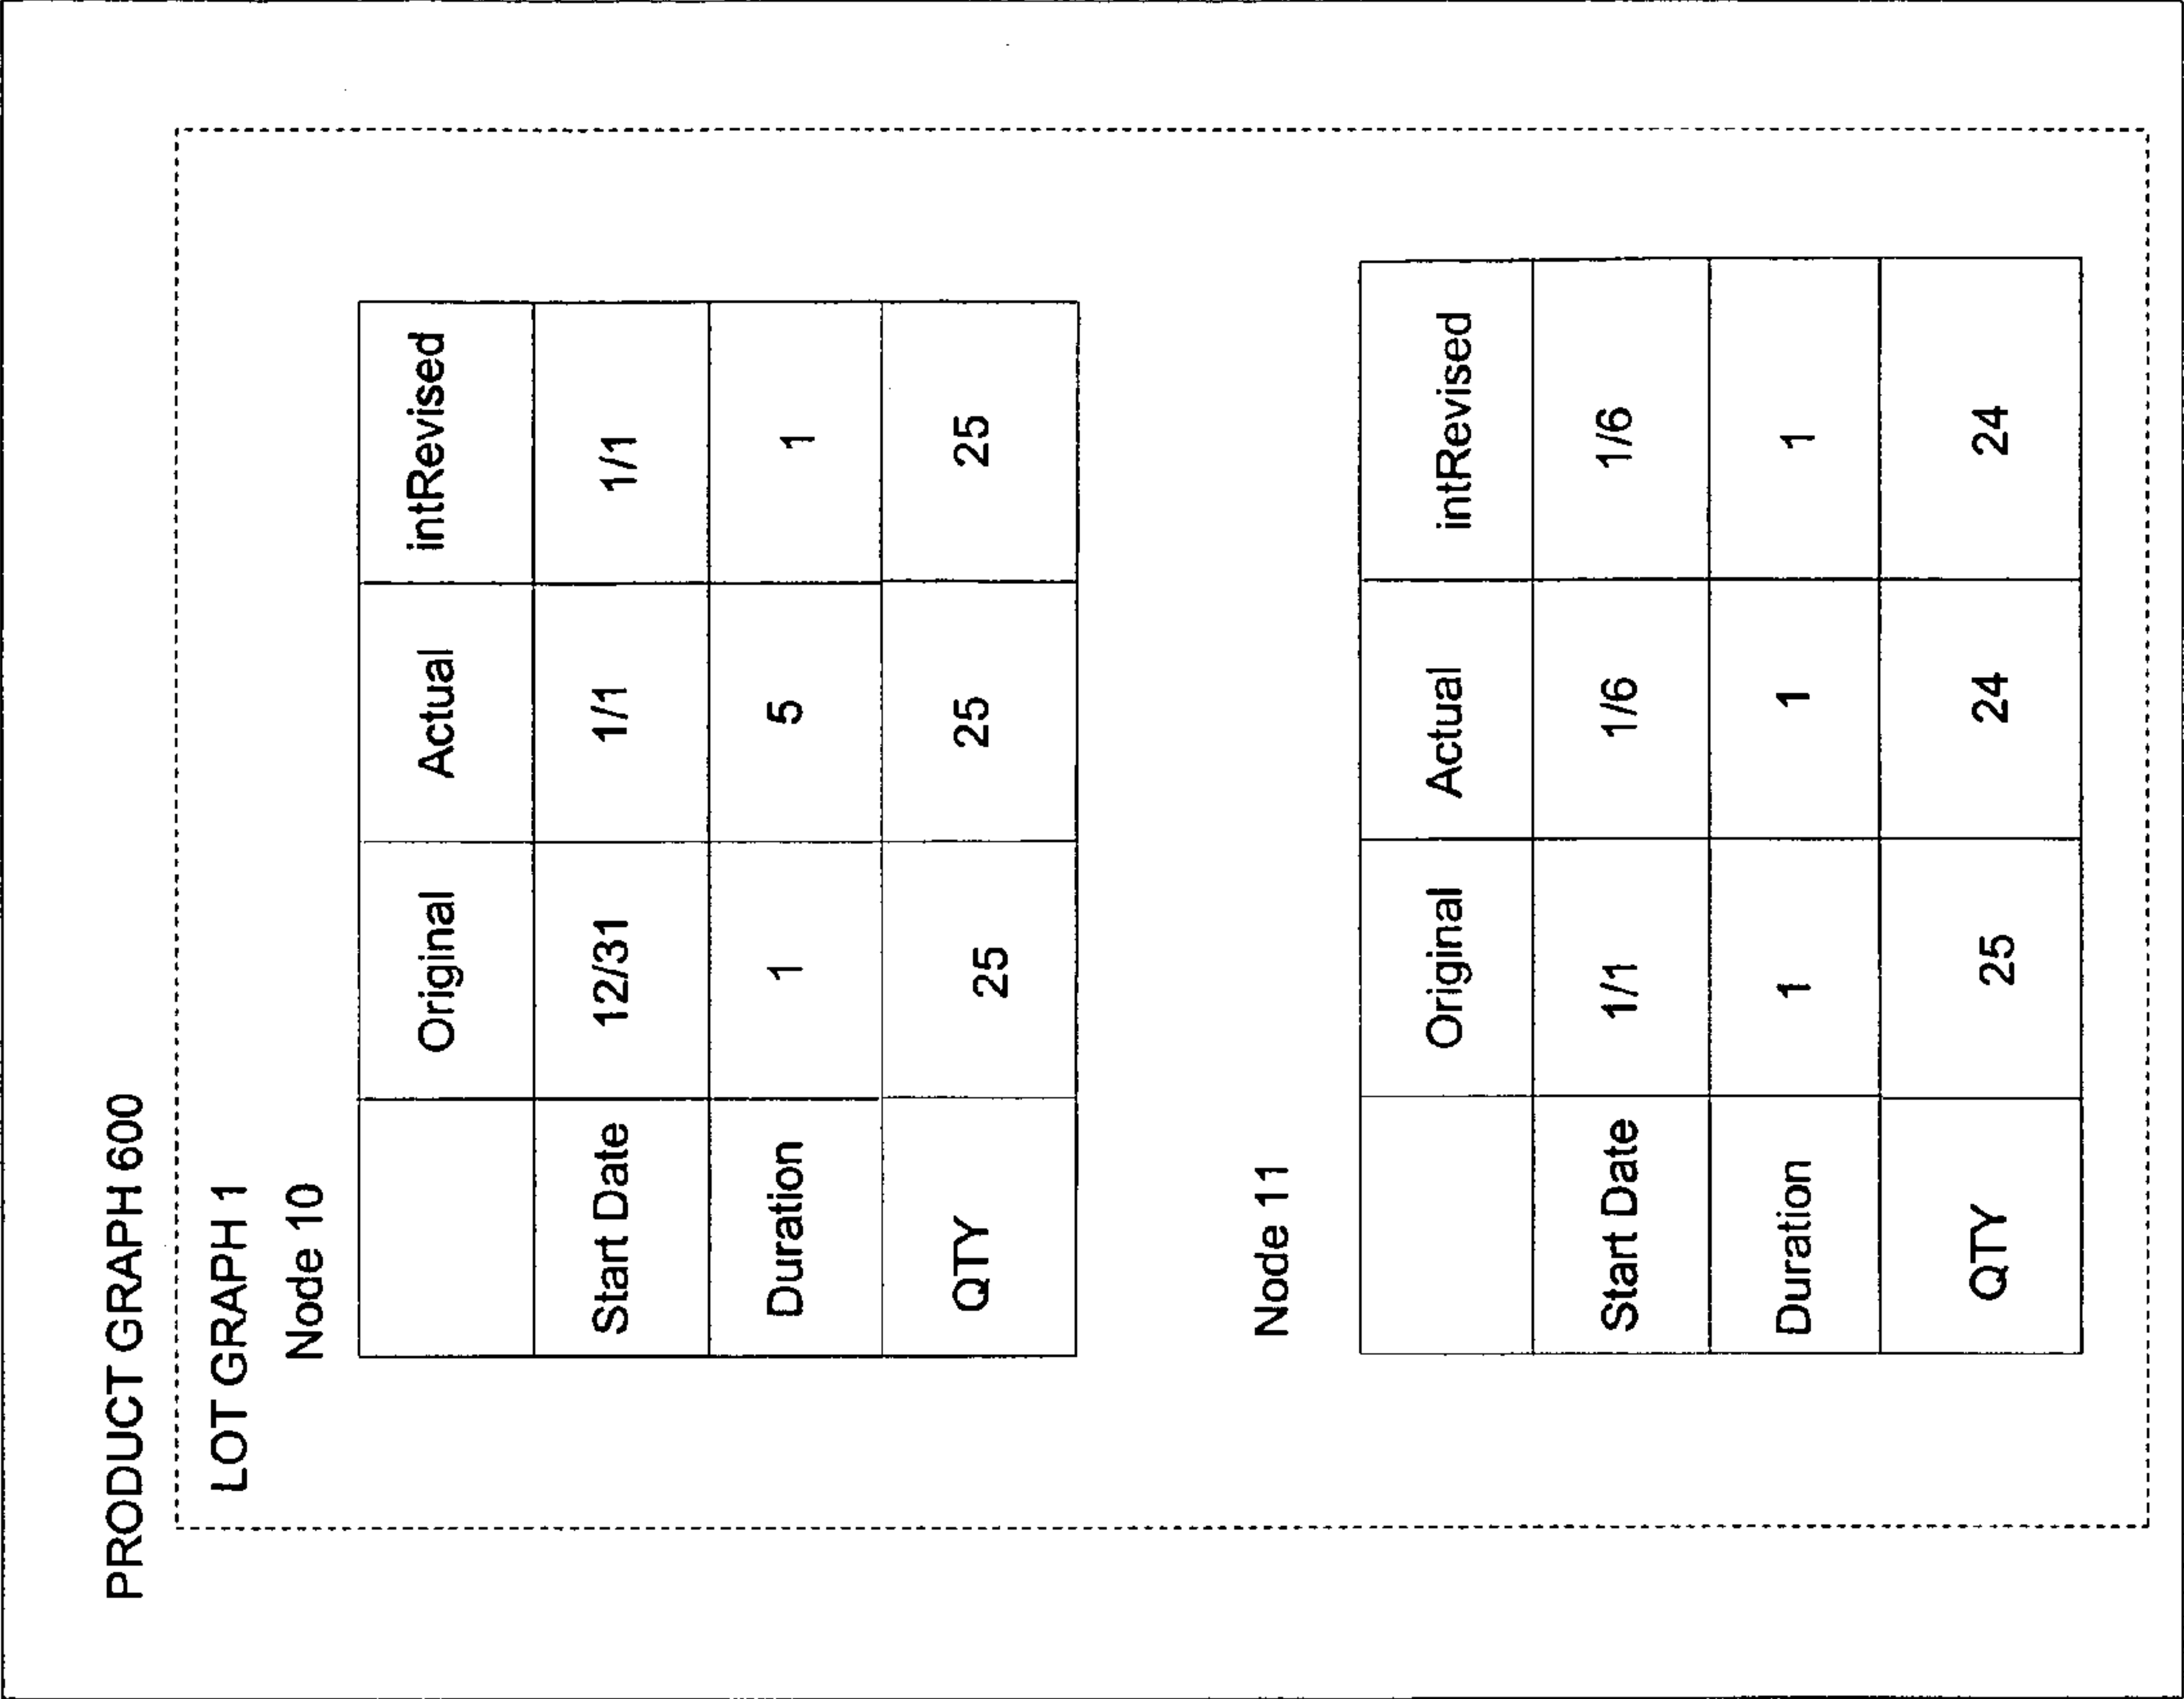 PRODUCT GRAPH 600
LOT GRAPH 1
Node 10
Original Actual intRevised
Start Date 12/31 1/1 1/1
Duration 1 5 1
QTY 25 25 25
Node 11
Original Actual intRevised
Start Date 1/1 1/6 1/6
Duration 1 1 1
QTY 25 24 24